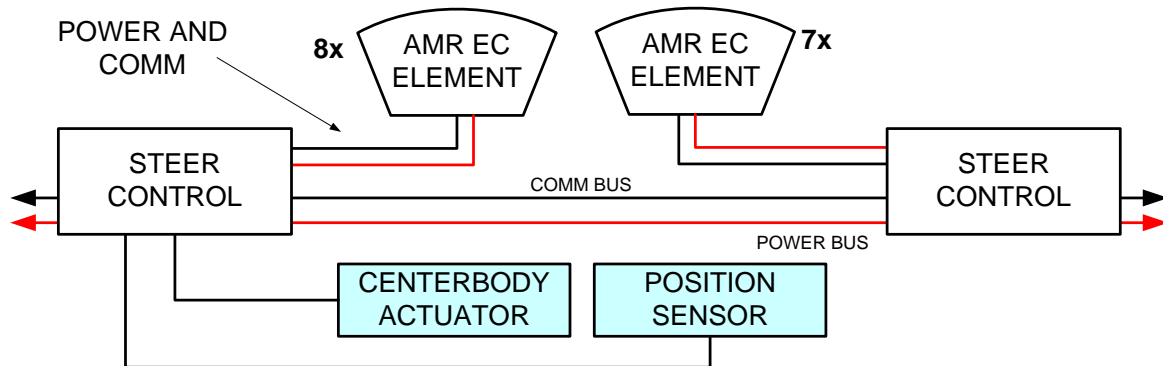 POWER AND
COMM
8x
AMR EC
ELEMENT
AMR EC
ELEMENT
7x
STEER
CONTROL
COMM BUS
POWER BUS
STEER
CONTROL
CENTERBODY
ACTUATOR
POSITION
SENSOR